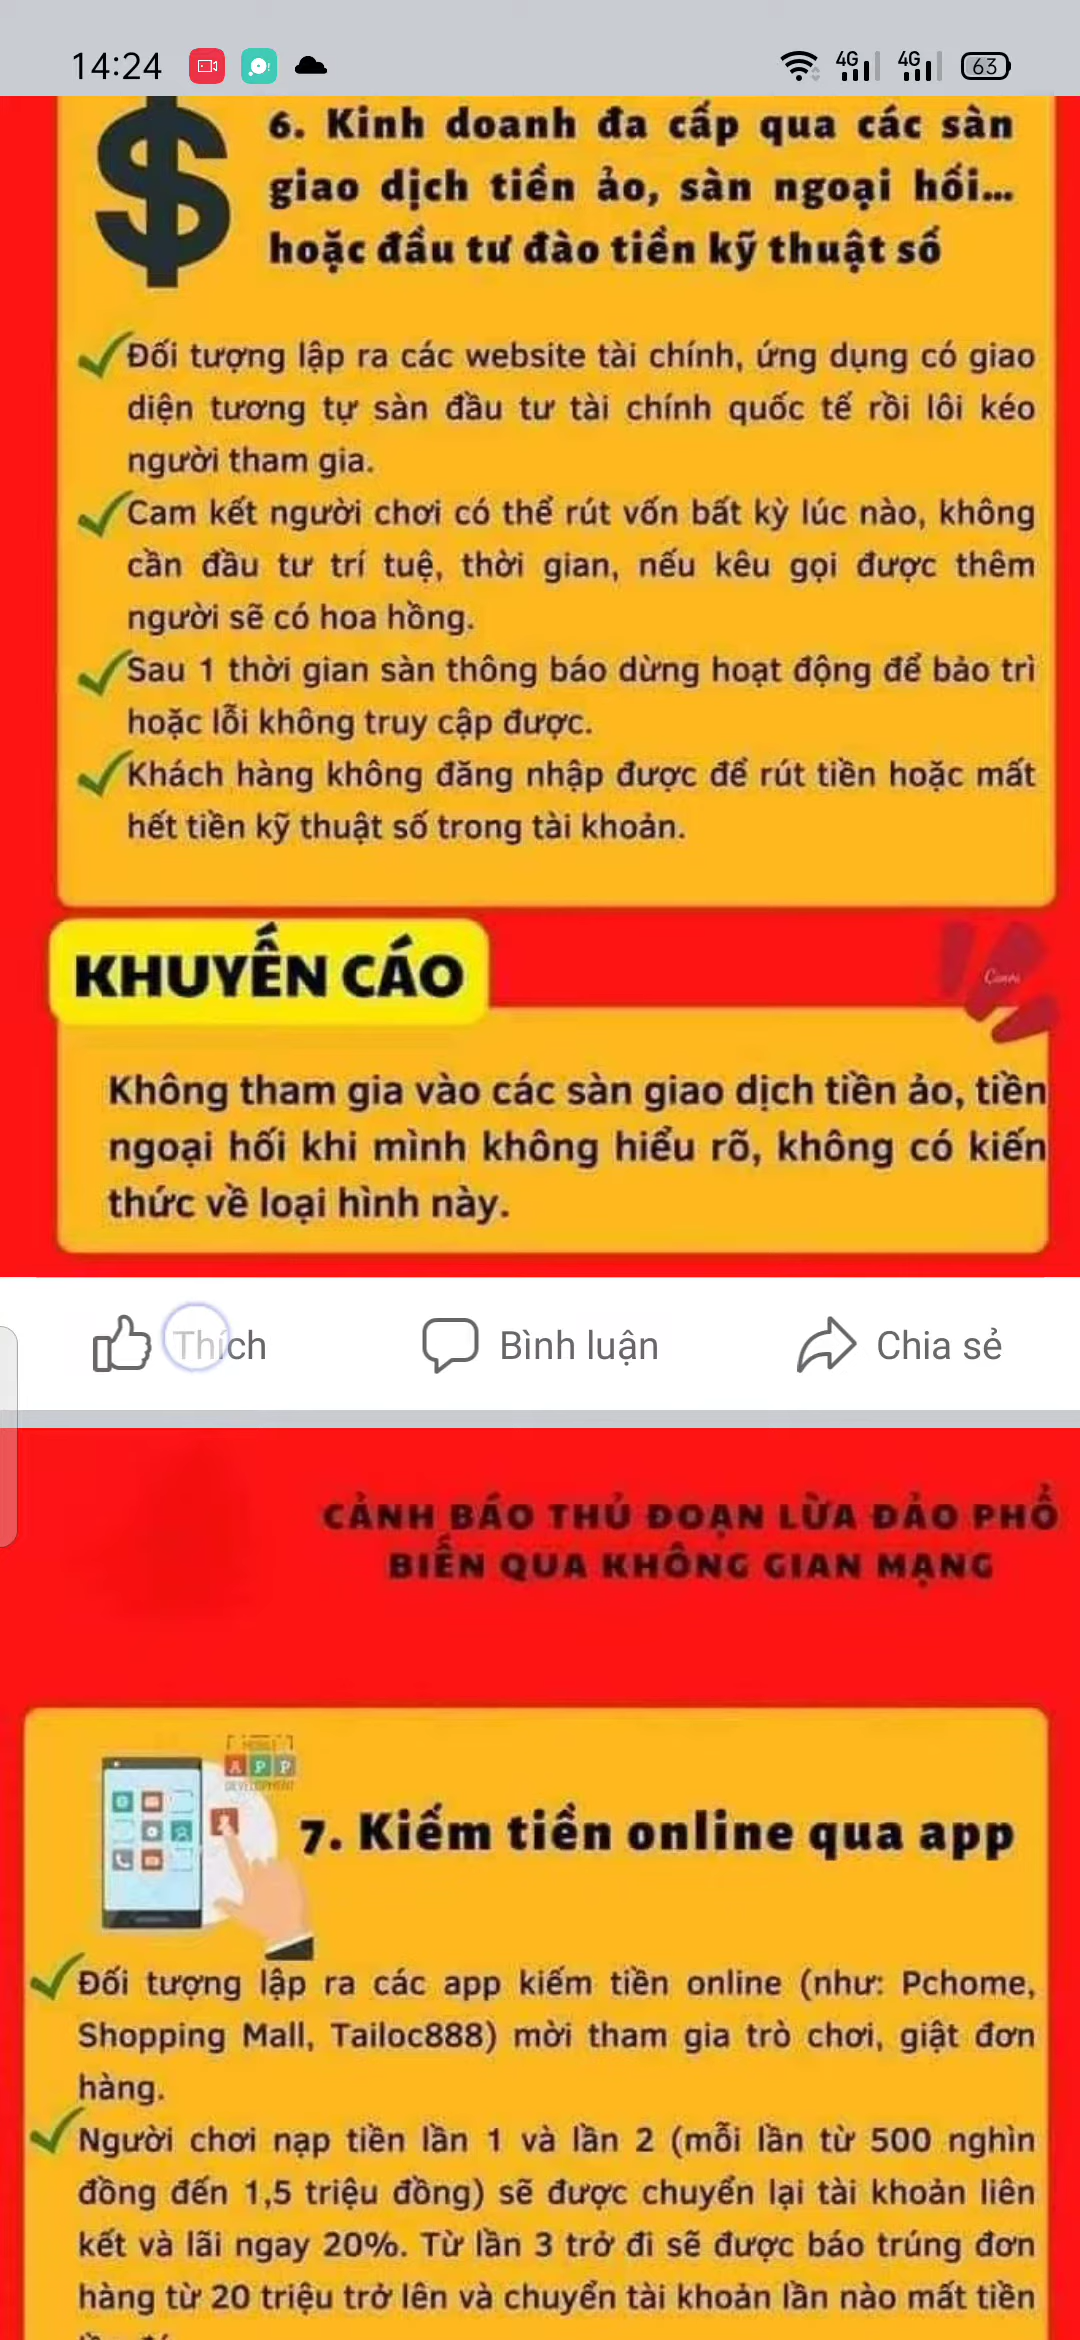 14:24
4G
4G
63
6. Kinh doanh đa cấp qua các sàn
giao dịch tiền ảo, sàn ngoại hối...
hoặc đầu tư đào tiền kỹ thuật số
Đối tượng lập ra các website tài chính, ứng dụng có giao
diện tương tự sàn đầu tư tài chính quốc tế rồi lôi kéo
người tham gia.
Cam kết người chơi có thể rút vốn bất kỳ lúc nào, không
cần đầu tư trí tuệ, thời gian, nếu kêu gọi được thêm
người sẽ có hoa hồng.
Sau 1 thời gian sàn thông báo dừng hoạt động để bảo trì
hoặc lỗi không truy cập được.
Khách hàng không đăng nhập được để rút tiền hoặc mất
hết tiền kỹ thuật số trong tài khoản.
KHUYẾN CÁO
Canva
Không tham gia vào các sàn giao dịch tiền ảo, tiền
ngoại hối khi mình không hiểu rõ, không có kiến
thức về loại hình này.
Thích
Bình luận
Chia sẻ
CẢNH BÁO THỦ ĐOẠN LỪA ĐẢO PHỔ
BIẾN QUA KHÔNG GIAN MẠNG
MOBILE
APP
DEVELOPMENT
7. Kiếm tiền online qua app
Đối tượng lập ra các app kiếm tiền online (như: Pchome,
Shopping Mall, Tailoc888) mời tham gia trò chơi, giật đơn
hàng.
Người chơi nạp tiền lần 1 và lần 2 (mỗi lần từ 500 nghìn
đồng đến 1,5 triệu đồng) sẽ được chuyển lại tài khoản liên
kết và lãi ngay 20%. Từ lần 3 trở đi sẽ được báo trúng đơn
hàng từ 20 triệu trở lên và chuyển tài khoản lần nào mất tiền